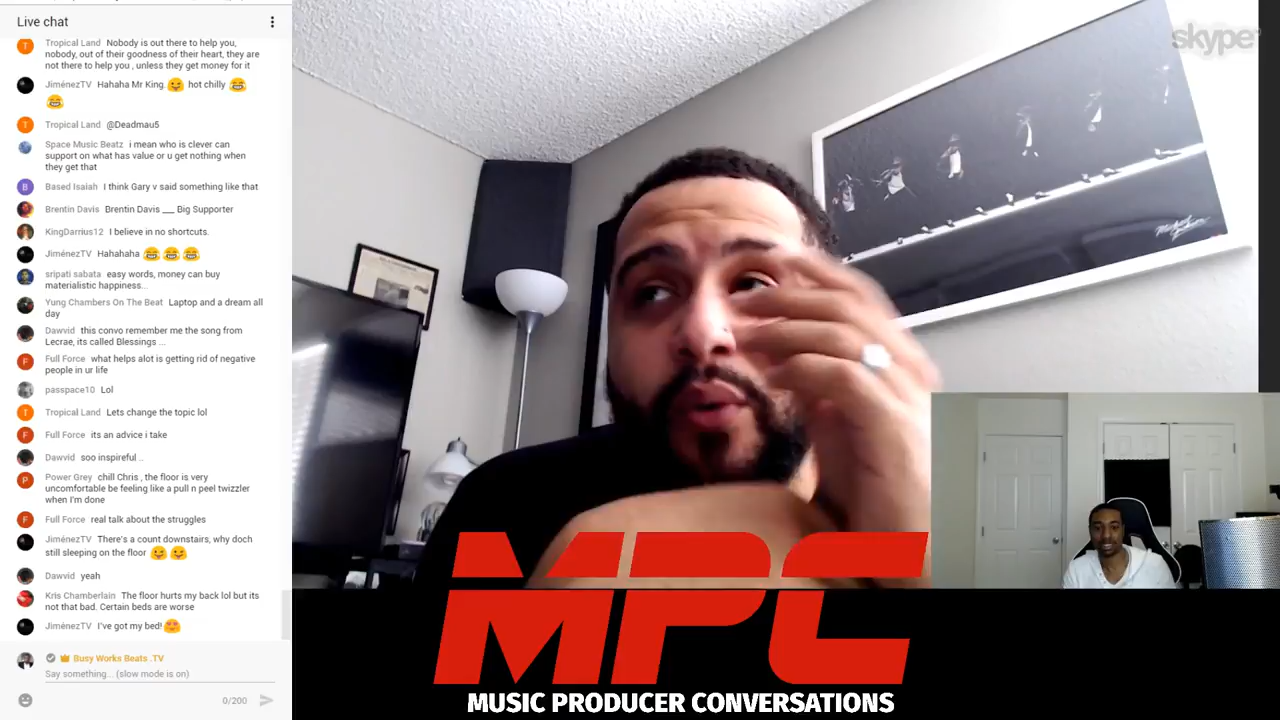 Live chat
Tropical Land Nobody is out there to help you,
nobody, out of their goodness of their heart, they are
not there to help you , unless they get money for it
JiménezTV Hahaha Mr King. hot chilly
T
Tropical Land @Deadmau5
Space Music Beatz i mean who is clever can
support on what has value or u get nothing when
they get that
B
Based Isaiah I think Gary v said something like that
Brentin Davis Brentin Davis ___ Big Supporter
KingDarrius12 I believe in no shortcuts.
JiménezTV Hahahaha
sripati sabata easy words, money can buy
materialistic happiness...
Yung Chambers On The Beat Laptop and a dream all
day
Dawvid this convo remember me the song from
Lecrae, its called Blessings ...
F
Full Force what helps alot is getting rid of negative
people in ur life
passpace10 Lol
T
Tropical Land Lets change the topic lol
F
Full Force its an advice i take
Dawvid soo inspireful ..
P
Power Grey chill Chris , the floor is very
uncomfortable be feeling like a pull n peel twizzler
when I'm done
F
Full Force real talk about the struggles
JiménezTV There's a count downstairs, why doch
still sleeping on the floor
Dawvid yeah
Kris Chamberlain The floor hurts my back lol but its
not that bad. Certain beds are worse
JiménezTV I've got my bed!
Busy Works Beats .TV
Say something... (slow mode is on)
0/200
skype
MPC
MUSIC PRODUCER CONVERSATIONS